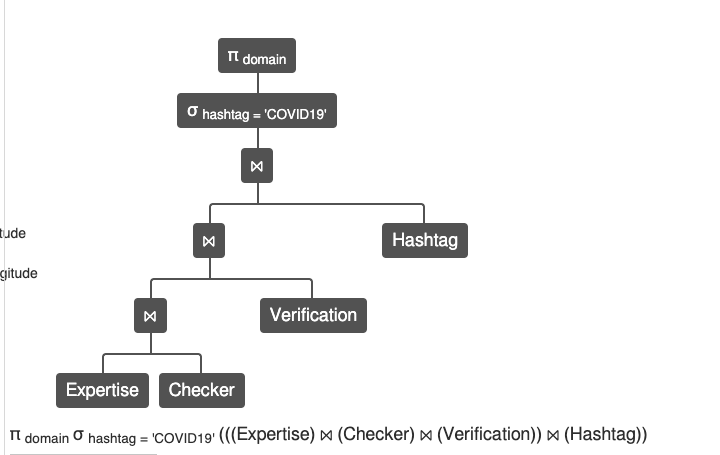 π domain
σ hashtag = 'COVID19'
⋈
tude
⋈ Hashtag
gitude
⋈ Verification
Expertise Checker
π domain σ hashtag = 'COVID19' (((Expertise) ⋈ (Checker) ⋈ (Verification)) ⋈ (Hashtag))